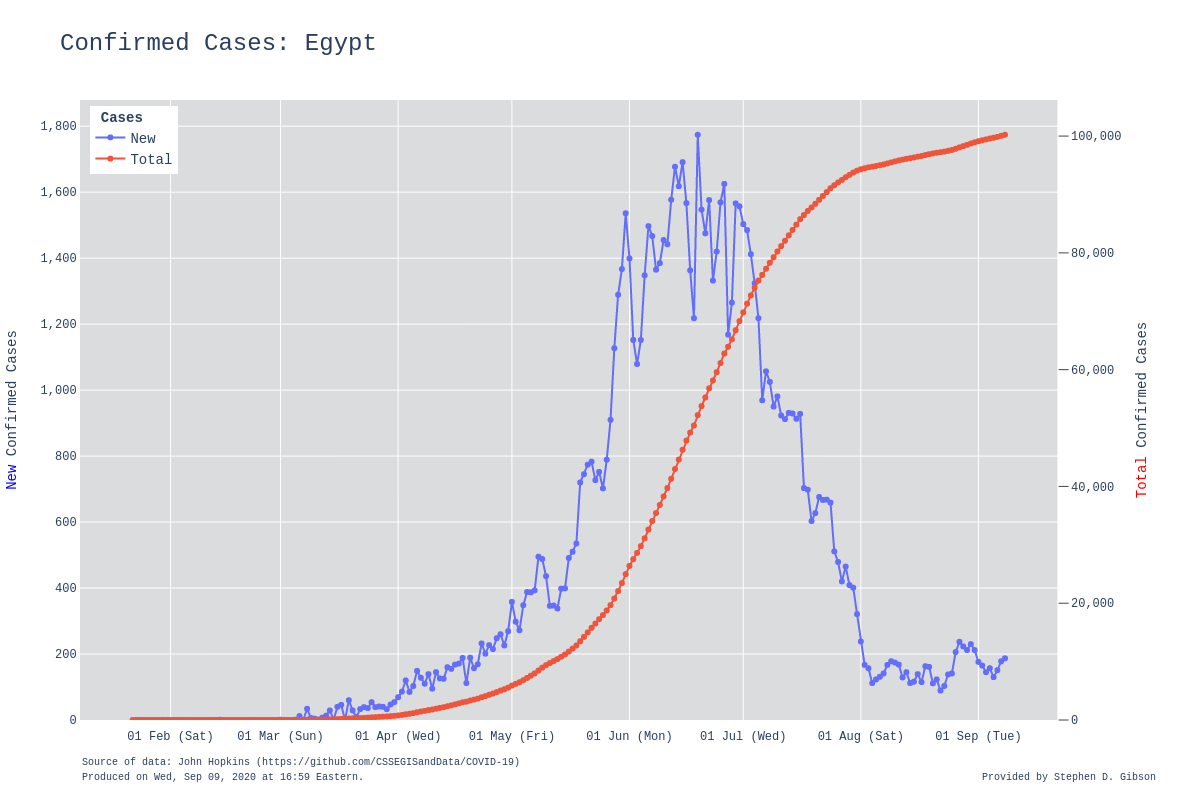 Confirmed Cases: Egypt
Cases
New
Total
1,800
1,600
1,400
1,200
1,000
800
600
400
200
0
New Confirmed Cases
100,000
80,000
60,000
40,000
20,000
0
Total Confirmed Cases
01 Feb (Sat) 01 Mar (Sun) 01 Apr (Wed) 01 May (Fri) 01 Jun (Mon) 01 Jul (Wed) 01 Aug (Sat) 01 Sep (Tue)
Source of data: John Hopkins (https://github.com/CSSEGISandData/COVID-19)
Produced on Wed, Sep 09, 2020 at 16:59 Eastern.
Provided by Stephen D. Gibson